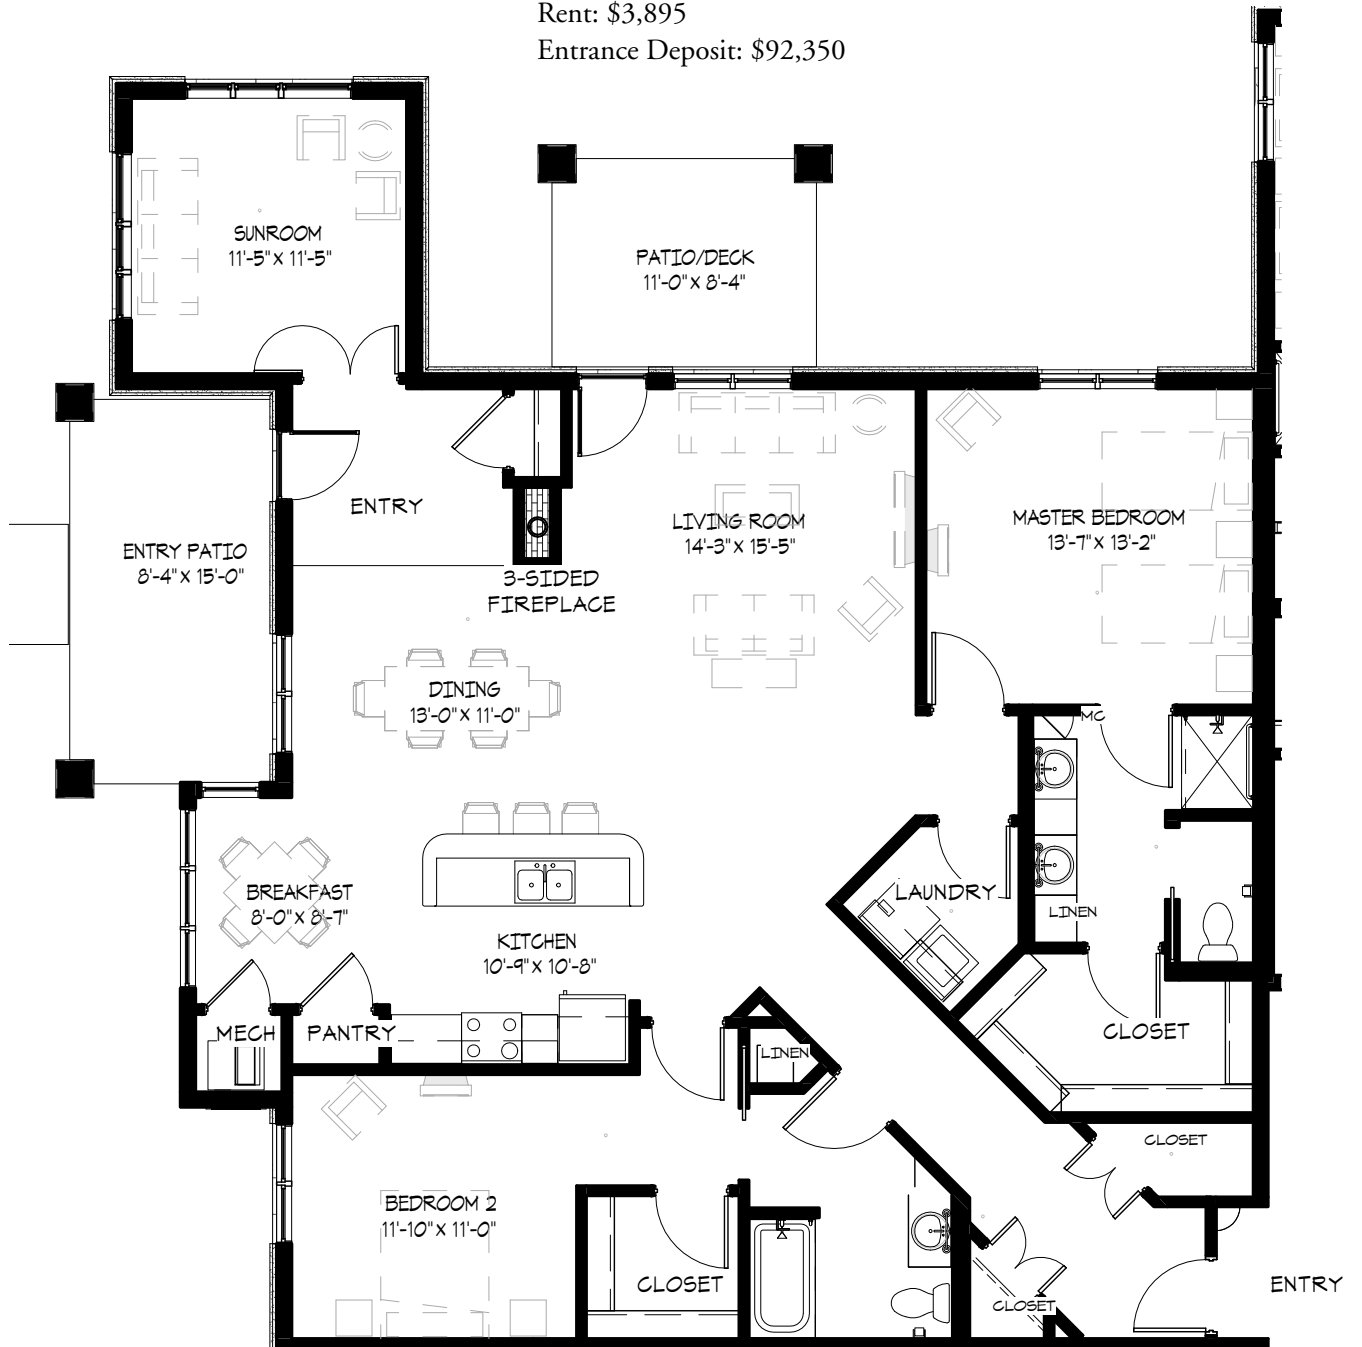 Rent: $3,895
Entrance Deposit: $92,350
SUNROOM
11'-5" X 11'-5"
PATIO/DECK
11'-0" X 8'-4"
ENTRY
LIVING ROOM
14'-3" X 15'-5"
MASTER BEDROOM
13'-7" X 13'-2"
ENTRY PATIO
8'-4" X 15'-0"
3-SIDED
FIREPLACE
DINING
13'-0" X 11'-0"
MC
BREAKFAST
8'-0" X 8'-7"
LAUNDRY
LINEN
KITCHEN
10'-9" X 10'-8"
MECH
PANTRY
CLOSET
LINEN
CLOSET
BEDROOM 2
11'-10" X 11'-0"
CLOSET
CLOSET
ENTRY